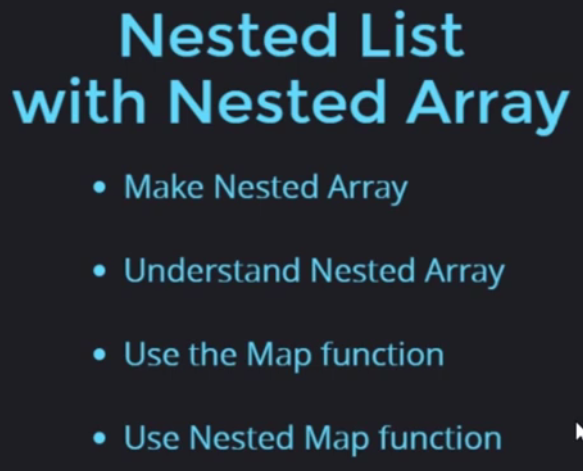 Nested List
with Nested Array
• Make Nested Array
• Understand Nested Array
• Use the Map function
• Use Nested Map function